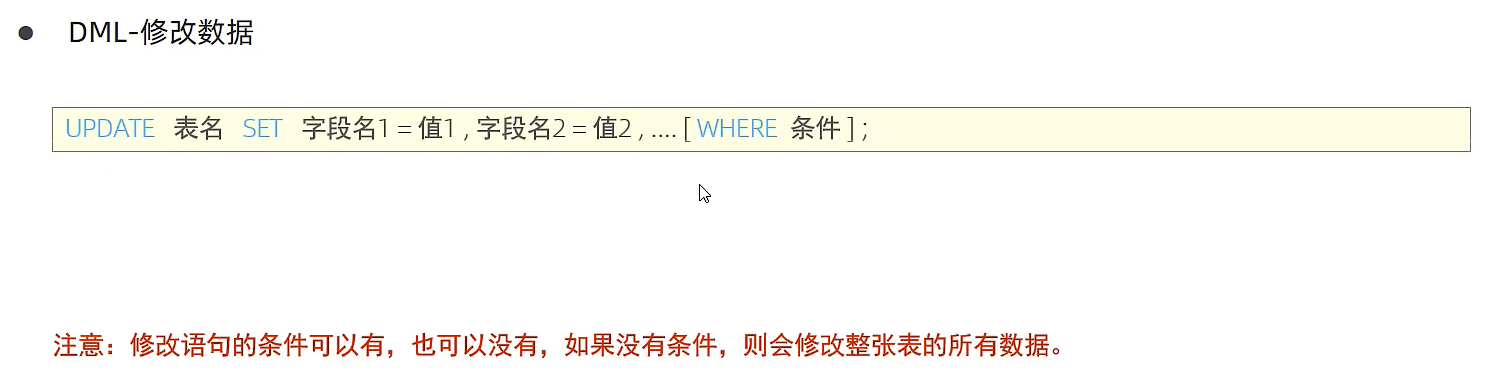 ● DML-修改数据
UPDATE 表名 SET 字段名1 = 值1 , 字段名2 = 值2 , .... [ WHERE 条件 ] ;
注意：修改语句的条件可以有，也可以没有，如果没有条件，则会修改整张表的所有数据。